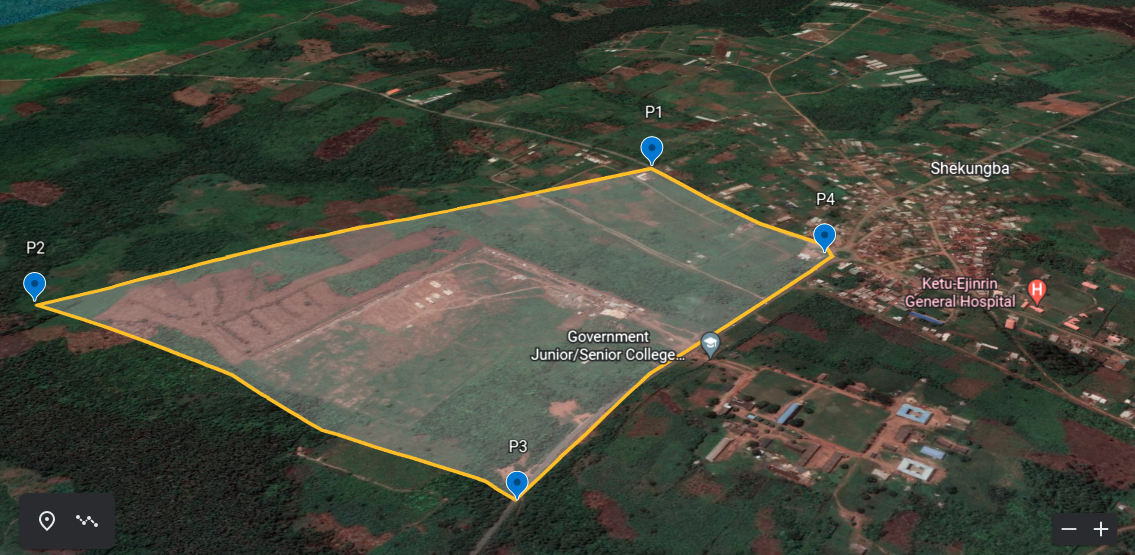 P1
Shekungba
P4
P2
Ketu-Ejinrin
General Hospital
H
Government
Junior/Senior College...
P3